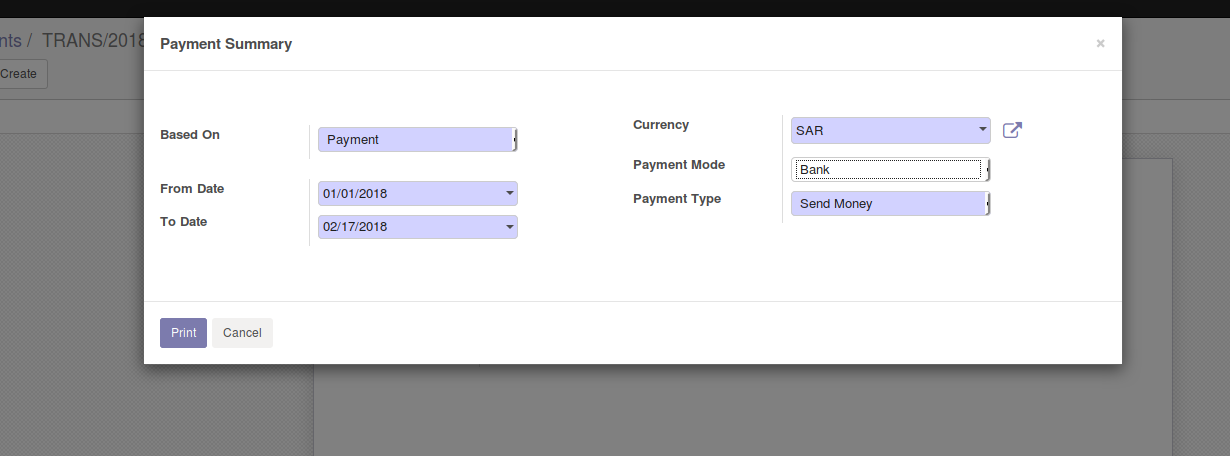 Payment Summary
×
nts / TRANS/2018
Create
Based On
Payment
From Date
01/01/2018
To Date
02/17/2018
Currency
SAR
Payment Mode
Bank
Payment Type
Send Money
Print
Cancel